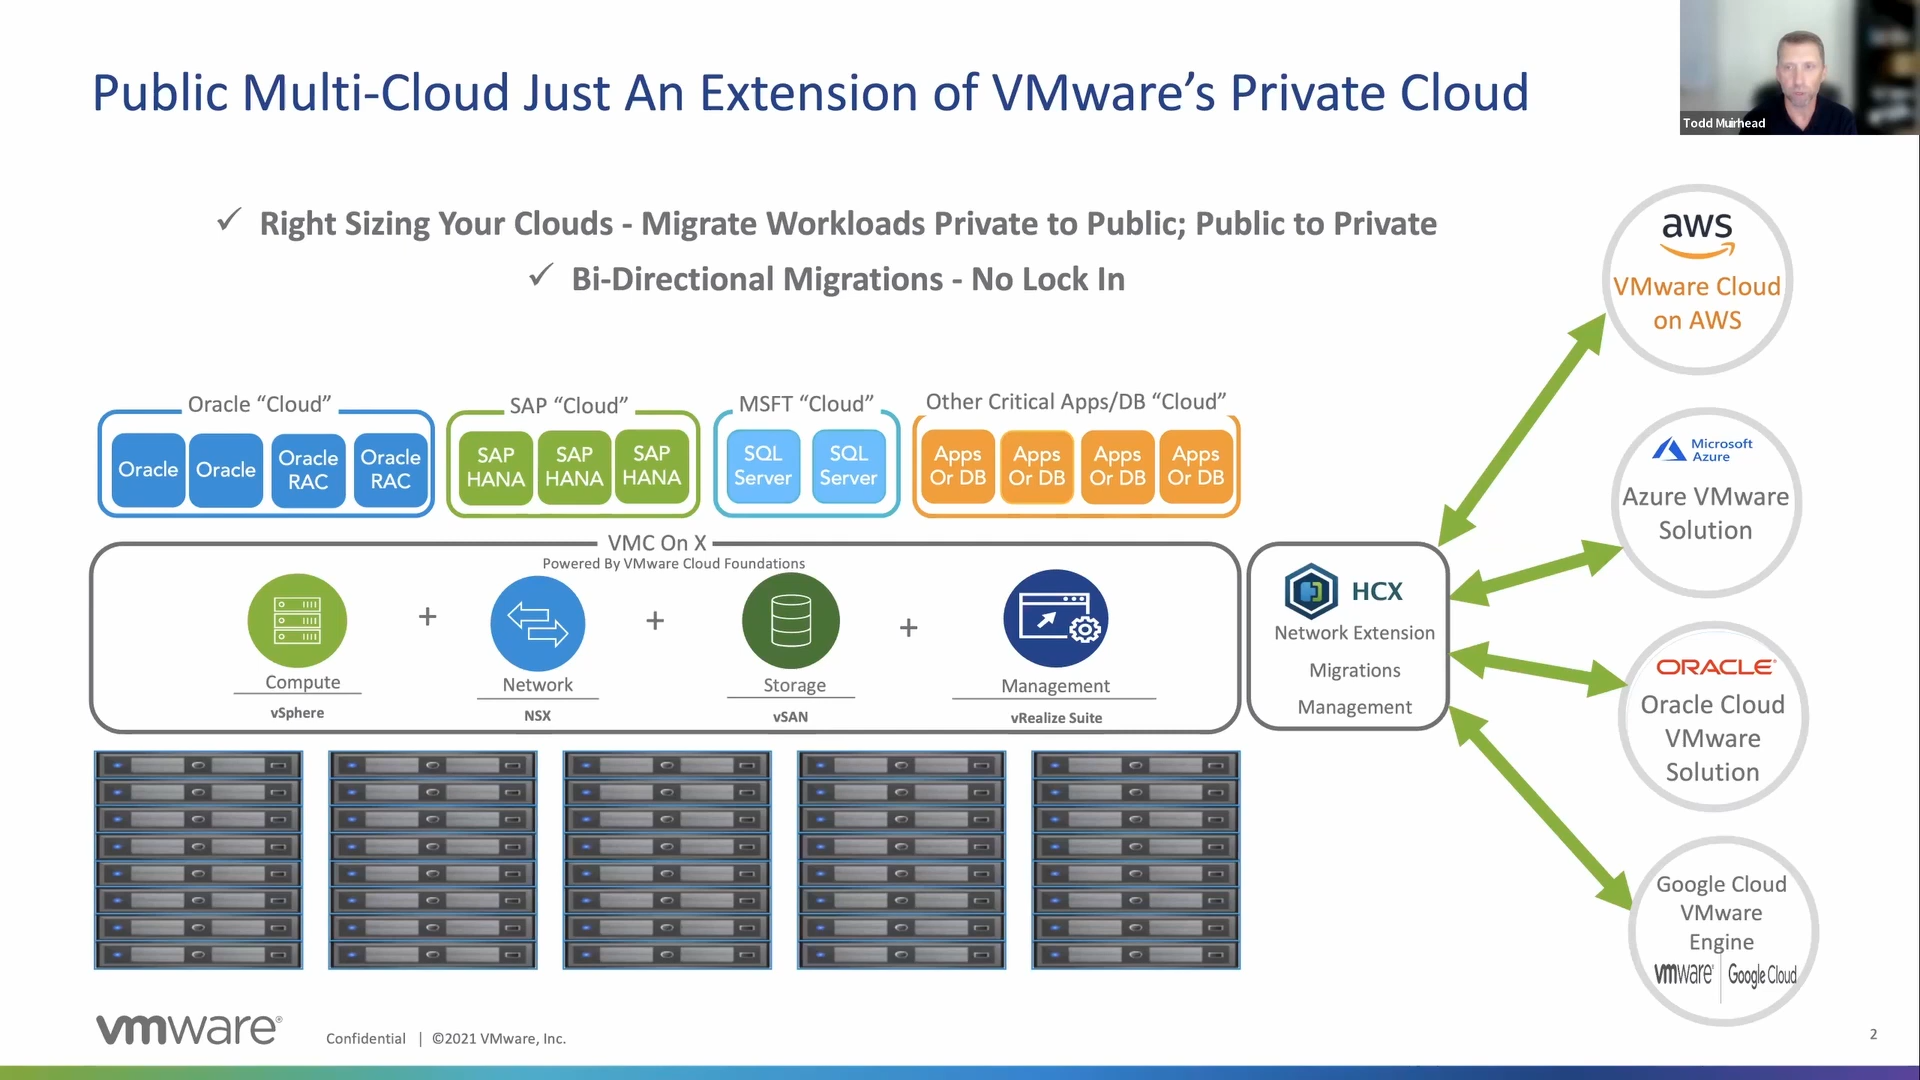 Public Multi-Cloud Just An Extension of VMware's Private Cloud
Todd Muirhead
✓ Right Sizing Your Clouds - Migrate Workloads Private to Public; Public to Private
✓ Bi-Directional Migrations - No Lock In
Oracle “Cloud”
Oracle
Oracle
Oracle
RAC
Oracle
RAC
SAP “Cloud”
SAP
HANA
SAP
HANA
SAP
HANA
MSFT “Cloud”
SQL
Server
SQL
Server
Other Critical Apps/DB “Cloud”
Apps
Or DB
Apps
Or DB
Apps
Or DB
Apps
Or DB
VMC On X
Powered By VMware Cloud Foundations
+
+
+
Compute
vSphere
Network
NSX
Storage
vSAN
Management
vRealize Suite
HCX
Network Extension
Migrations
Management
aws
VMware Cloud
on AWS
Microsoft
Azure
Azure VMware
Solution
ORACLE®
Oracle Cloud
VMware
Solution
Google Cloud
VMware
Engine
vmware® | Google Cloud
vmware®
Confidential | ©2021 VMware, Inc.
2